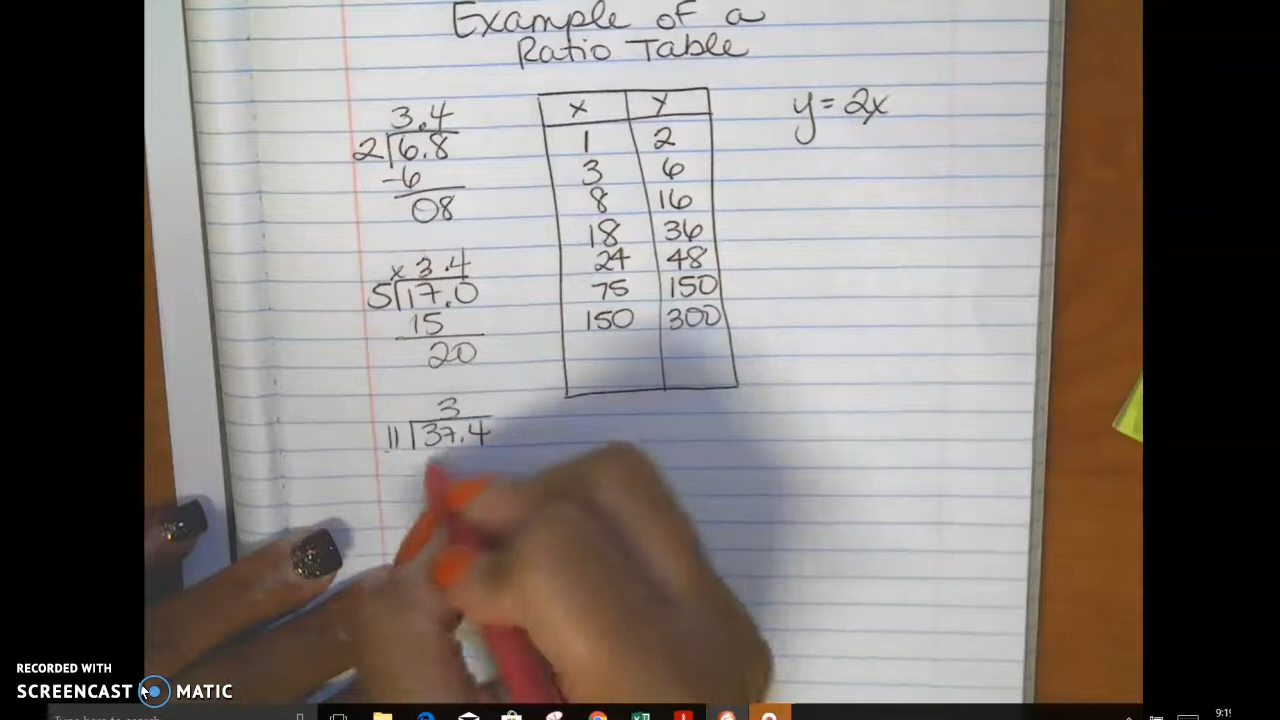 Example of a
Ratio Table
x y
1 2
3 6
8 16
18 36
24 48
75 150
150 300
y = 2x
3.4
2 6.8
-6
08
x 3.4
5 17.0
15
20
3
11 37.4
RECORDED WITH
SCREENCAST MATIC